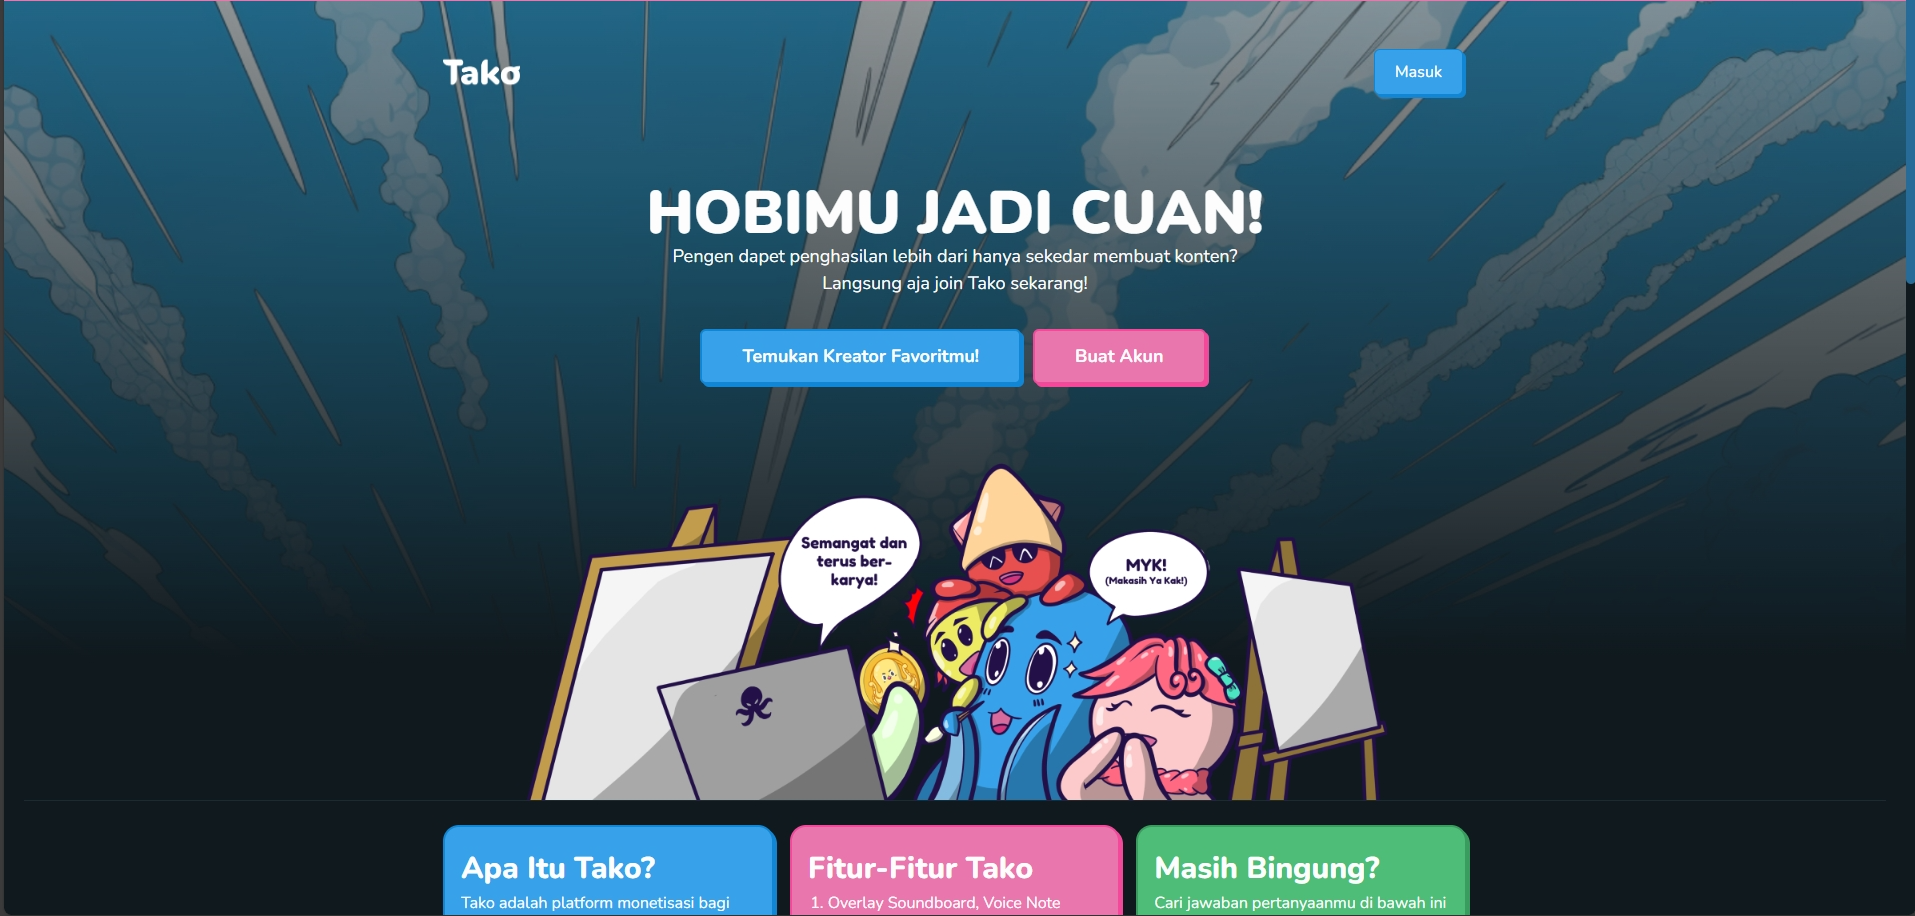 Tako
Masuk
HOBIMU JADI CUAN!
Pengen dapet penghasilan lebih dari hanya sekedar membuat konten?
Langsung aja join Tako sekarang!
Temukan Kreator Favoritmu!
Buat Akun
Semangat dan
terus ber-
karya!
MYK!
(Makasih Ya Kak!)
Apa Itu Tako?
Tako adalah platform monetisasi bagi
Fitur-Fitur Tako
1. Overlay Soundboard, Voice Note
Masih Bingung?
Cari jawaban pertanyaanmu di bawah ini